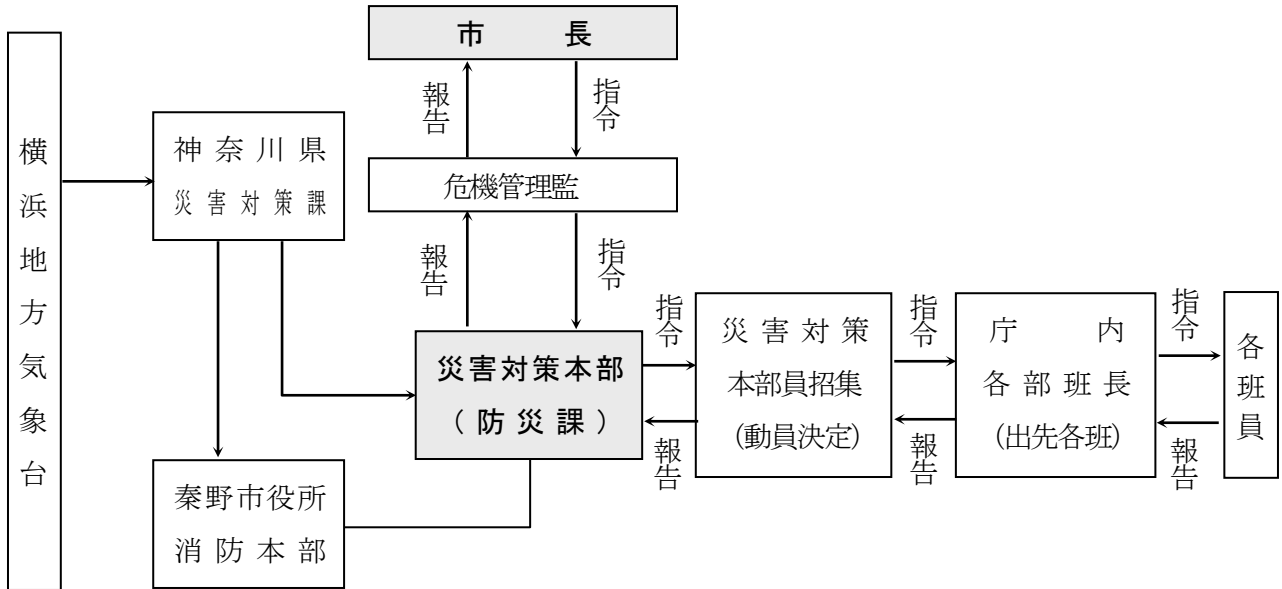 市長
報告
指令
横浜地方気象台
神奈川県
災害対策課
危機管理監
報告
指令
災害対策本部
(防災課)
指令
報告
災害対策
本部員招集
(動員決定)
指令
報告
庁内
各部班長
(出先各班)
指令
報告
各班員
秦野市役所
消防本部